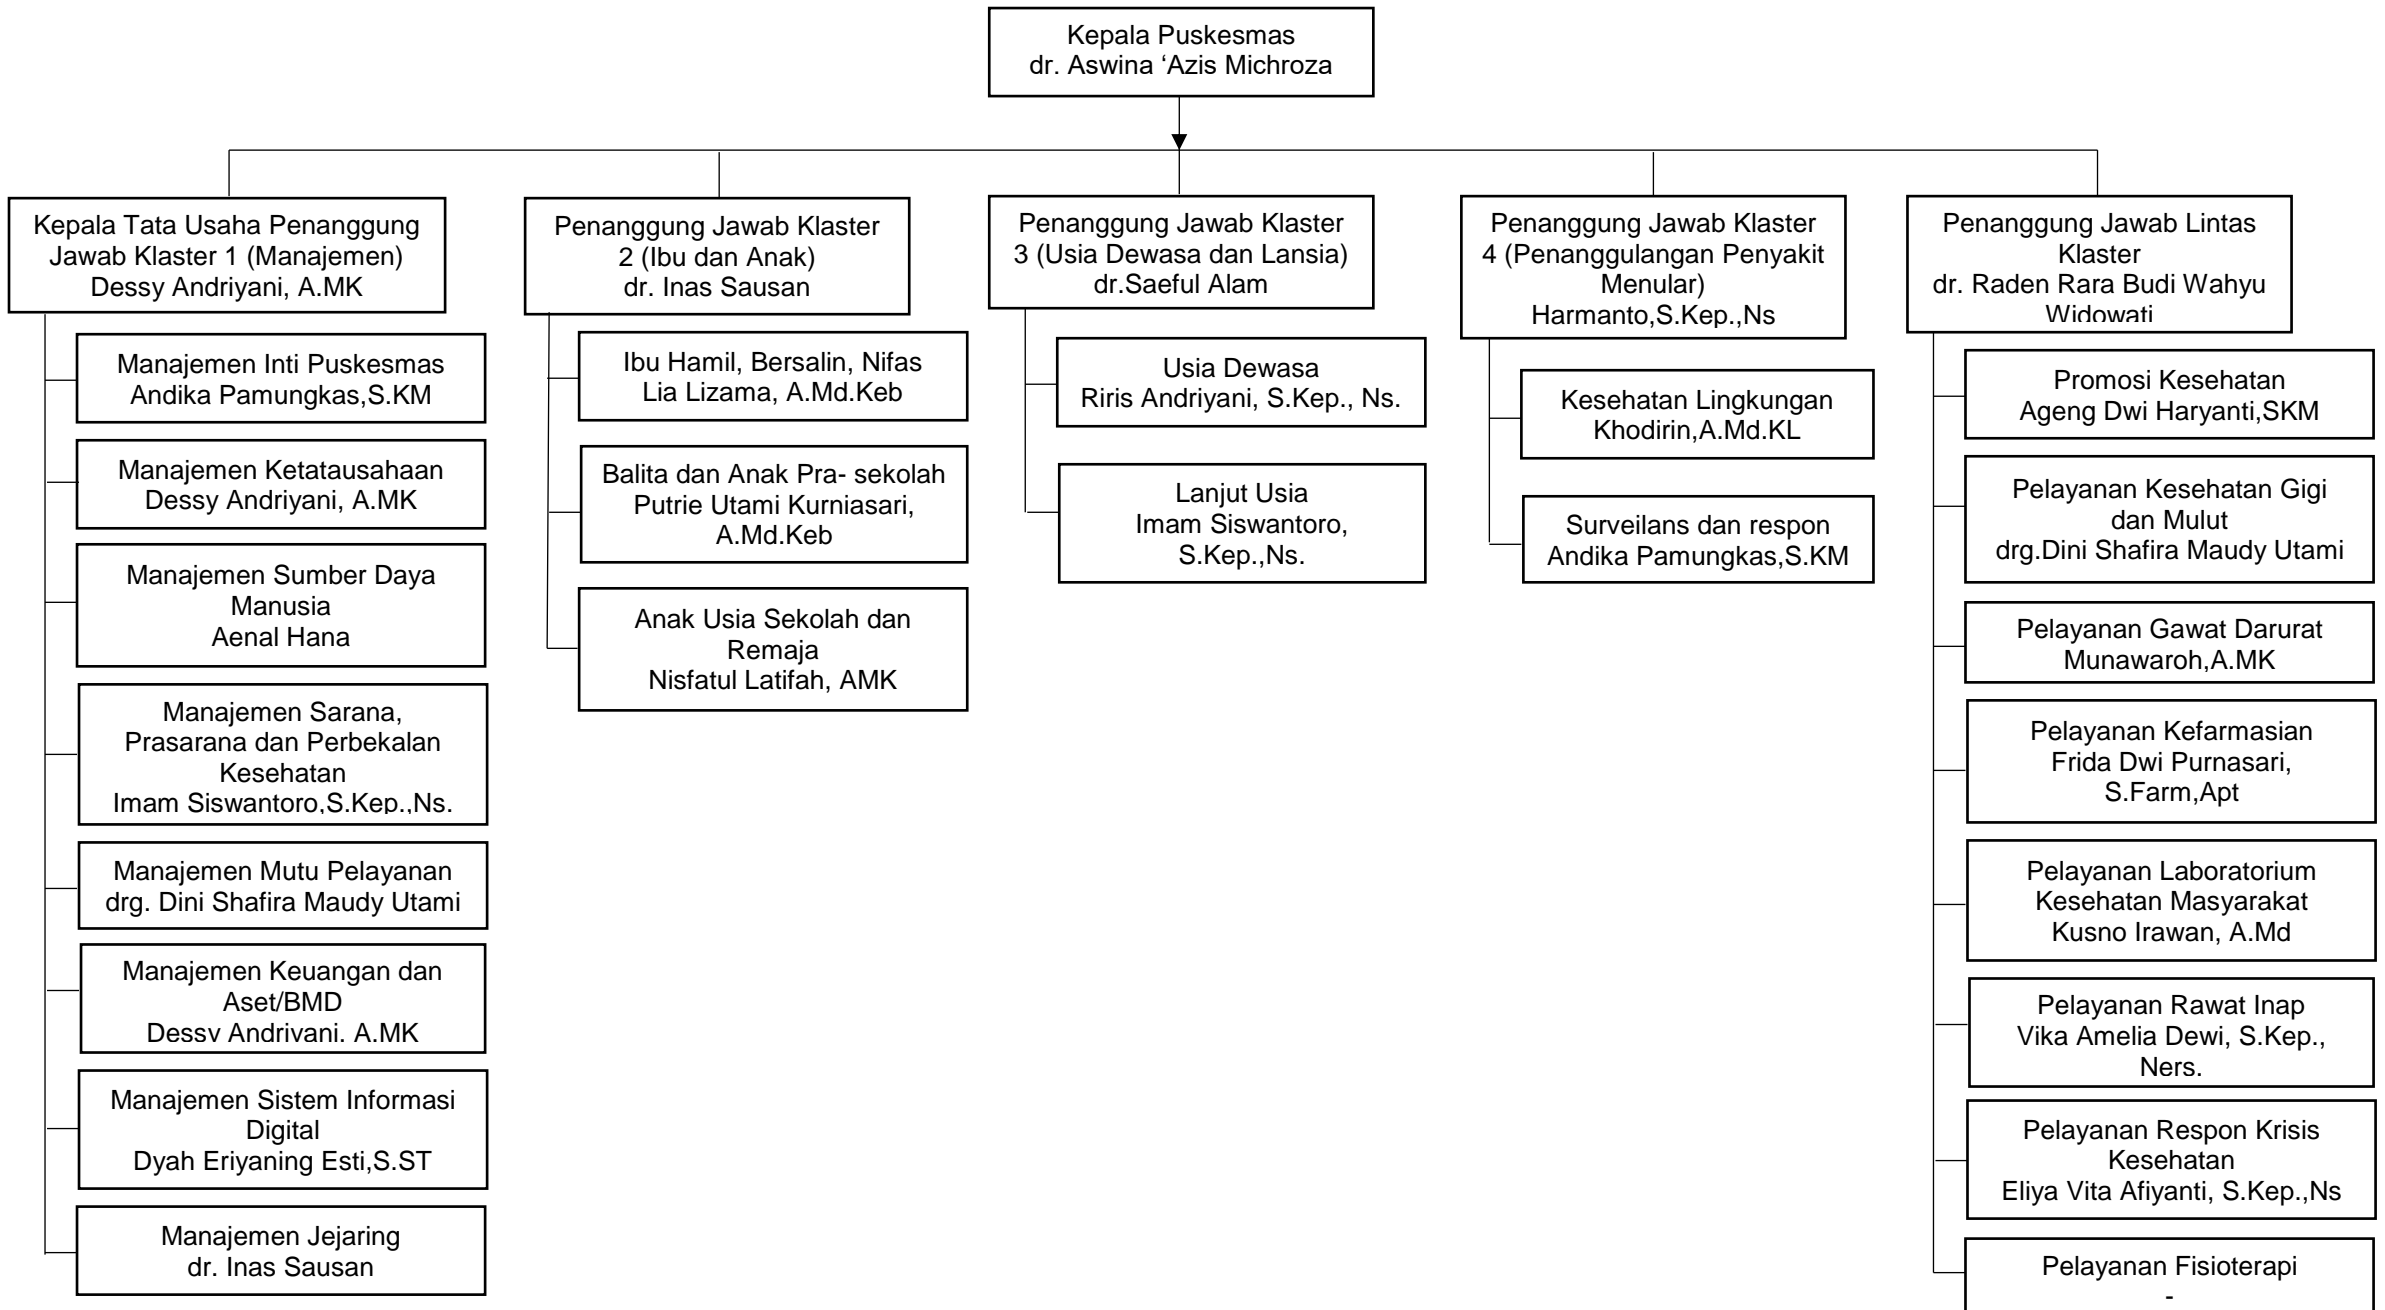 Kepala Puskesmas
dr. Aswina ‘Azis Michroza
Kepala Tata Usaha Penanggung
Jawab Klaster 1 (Manajemen)
Dessy Andriyani, A.MK
Manajemen Inti Puskesmas
Andika Pamungkas,S.KM
Manajemen Ketatausahaan
Dessy Andriyani, A.MK
Manajemen Sumber Daya
Manusia
Aenal Hana
Manajemen Sarana,
Prasarana dan Perbekalan
Kesehatan
Imam Siswantoro,S.Kep.,Ns.
Manajemen Mutu Pelayanan
drg. Dini Shafira Maudy Utami
Manajemen Keuangan dan
Aset/BMD
Dessy Andriyani. A.MK
Manajemen Sistem Informasi
Digital
Dyah Eriyaning Esti,S.ST
Manajemen Jejaring
dr. Inas Sausan
Penanggung Jawab Klaster
2 (Ibu dan Anak)
dr. Inas Sausan
Ibu Hamil, Bersalin, Nifas
Lia Lizama, A.Md.Keb
Balita dan Anak Pra- sekolah
Putrie Utami Kurniasari,
A.Md.Keb
Anak Usia Sekolah dan
Remaja
Nisfatul Latifah, AMK
Penanggung Jawab Klaster
3 (Usia Dewasa dan Lansia)
dr.Saeful Alam
Usia Dewasa
Riris Andriyani, S.Kep., Ns.
Lanjut Usia
Imam Siswantoro,
S.Kep.,Ns.
Penanggung Jawab Klaster
4 (Penanggulangan Penyakit
Menular)
Harmanto,S.Kep.,Ns
Kesehatan Lingkungan
Khodirin,A.Md.KL
Surveilans dan respon
Andika Pamungkas,S.KM
Penanggung Jawab Lintas
Klaster
dr. Raden Rara Budi Wahyu
Widowati
Promosi Kesehatan
Ageng Dwi Haryanti,SKM
Pelayanan Kesehatan Gigi
dan Mulut
drg.Dini Shafira Maudy Utami
Pelayanan Gawat Darurat
Munawaroh,A.MK
Pelayanan Kefarmasian
Frida Dwi Purnasari,
S.Farm,Apt
Pelayanan Laboratorium
Kesehatan Masyarakat
Kusno Irawan, A.Md
Pelayanan Rawat Inap
Vika Amelia Dewi, S.Kep.,
Ners.
Pelayanan Respon Krisis
Kesehatan
Eliya Vita Afiyanti, S.Kep.,Ns
Pelayanan Fisioterapi
-